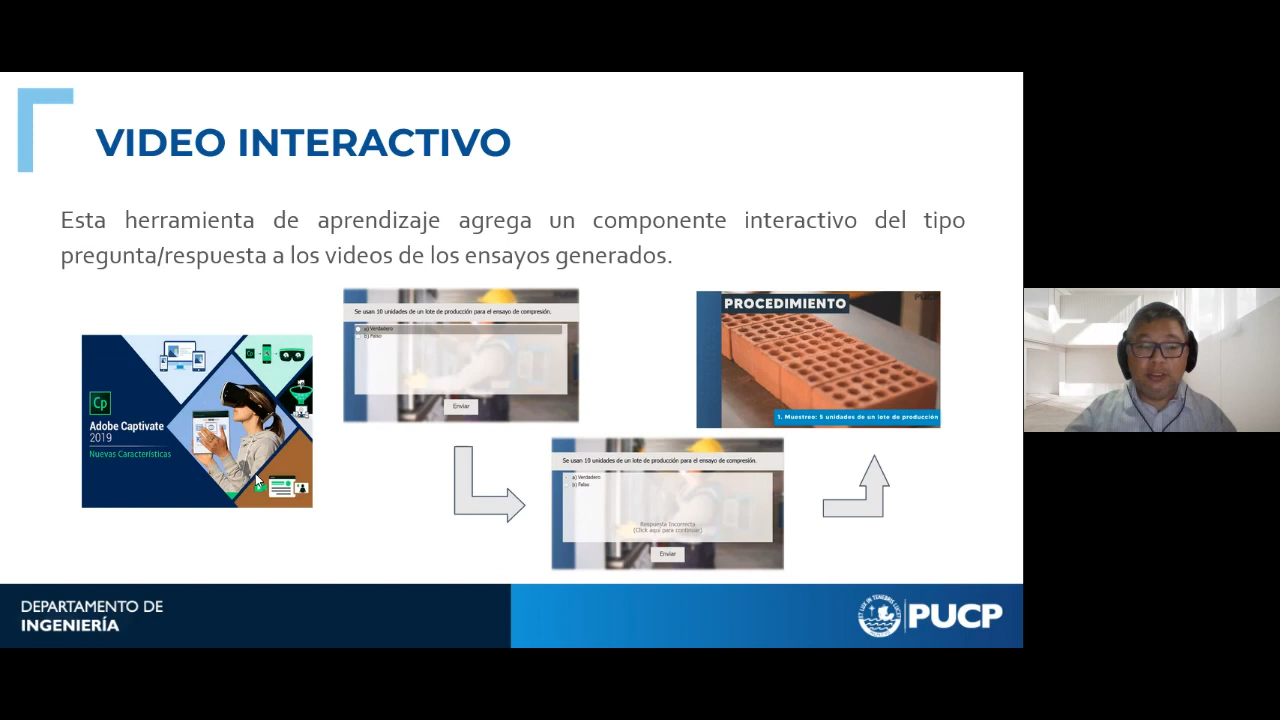 VIDEO INTERACTIVO
Esta herramienta de aprendizaje agrega un componente interactivo del tipo
pregunta/respuesta a los videos de los ensayos generados.
Cp
Adobe Captivate
2019
Nuevas Características
Se usan 10 unidades de un lote de producción para el ensayo de compresión.
a) Verdadero
b) Falso
Enviar
Se usan 10 unidades de un lote de producción para el ensayo de compresión.
a) Verdadero
b) Falso
Respuesta Incorrecta
(Click aquí para continuar)
Enviar
PROCEDIMIENTO
PUCP
1. Muestreo: 5 unidades de un lote de producción
DEPARTAMENTO DE
INGENIERÍA
PUCP